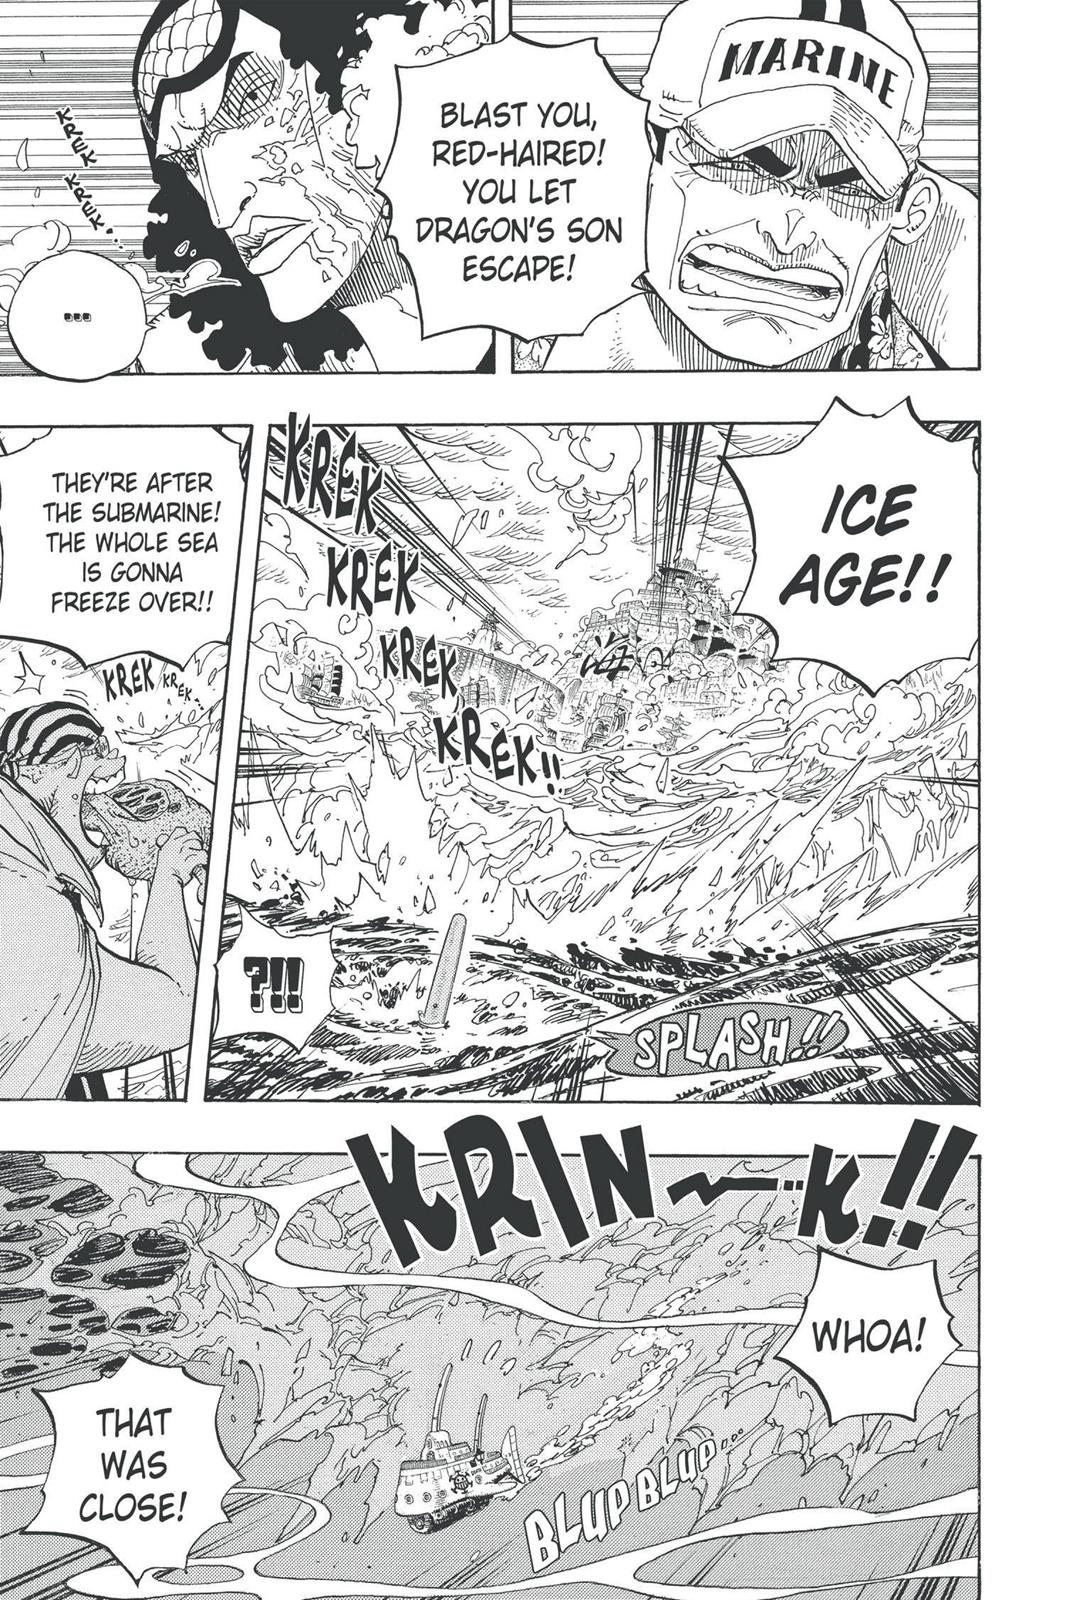 MARINE
BLAST YOU,
RED-HAIRED!
YOU LET
DRAGON'S SON
ESCAPE!
KREK
KREK...
...
ICE
AGE!!
KREK
KREK
KREK
KREK!!
海
SPLASH!!
?!!
THEY'RE AFTER
THE SUBMARINE!
THE WHOLE SEA
IS GONNA
FREEZE OVER!!
KREK
KREK...
KRIN~~K!!
WHOA!
BLUP BLUP...
THAT
WAS
CLOSE!